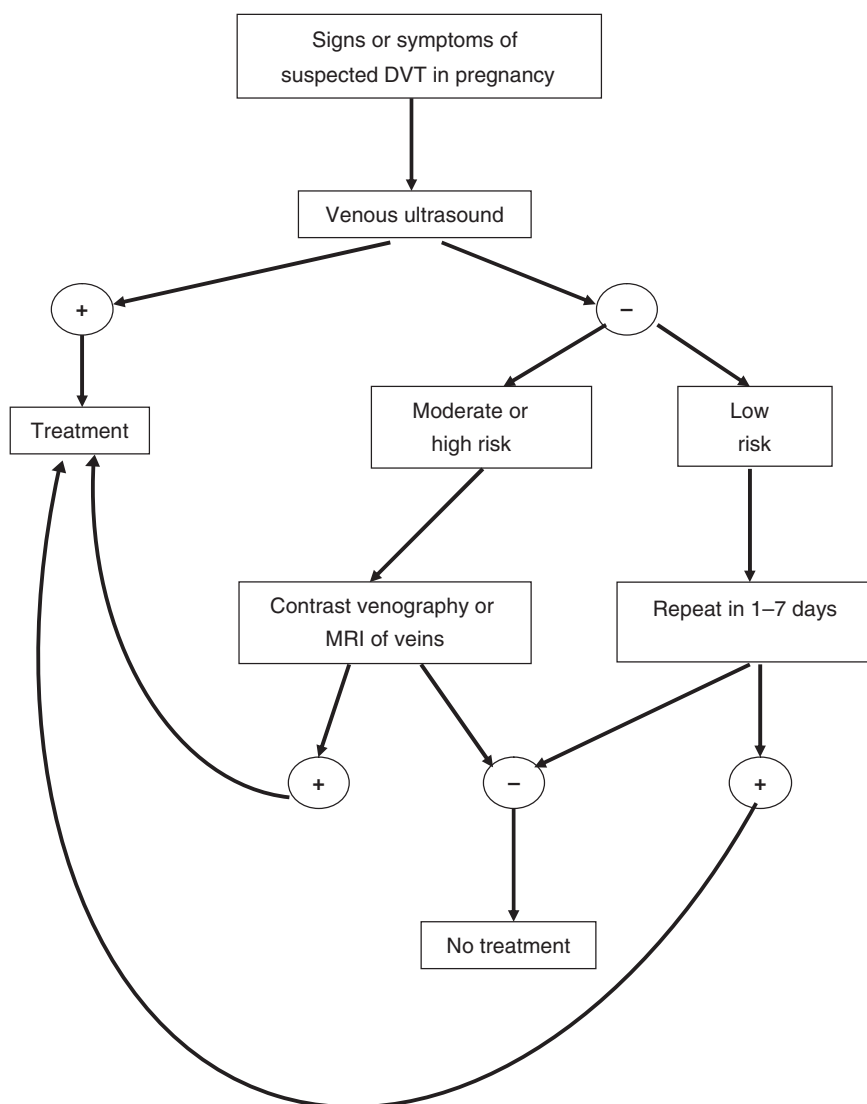 Signs or symptoms of
suspected DVT in pregnancy
Venous ultrasound
+
–
Treatment
Moderate or
high risk
Low
risk
Contrast venography or
MRI of veins
Repeat in 1–7 days
+
–
+
No treatment